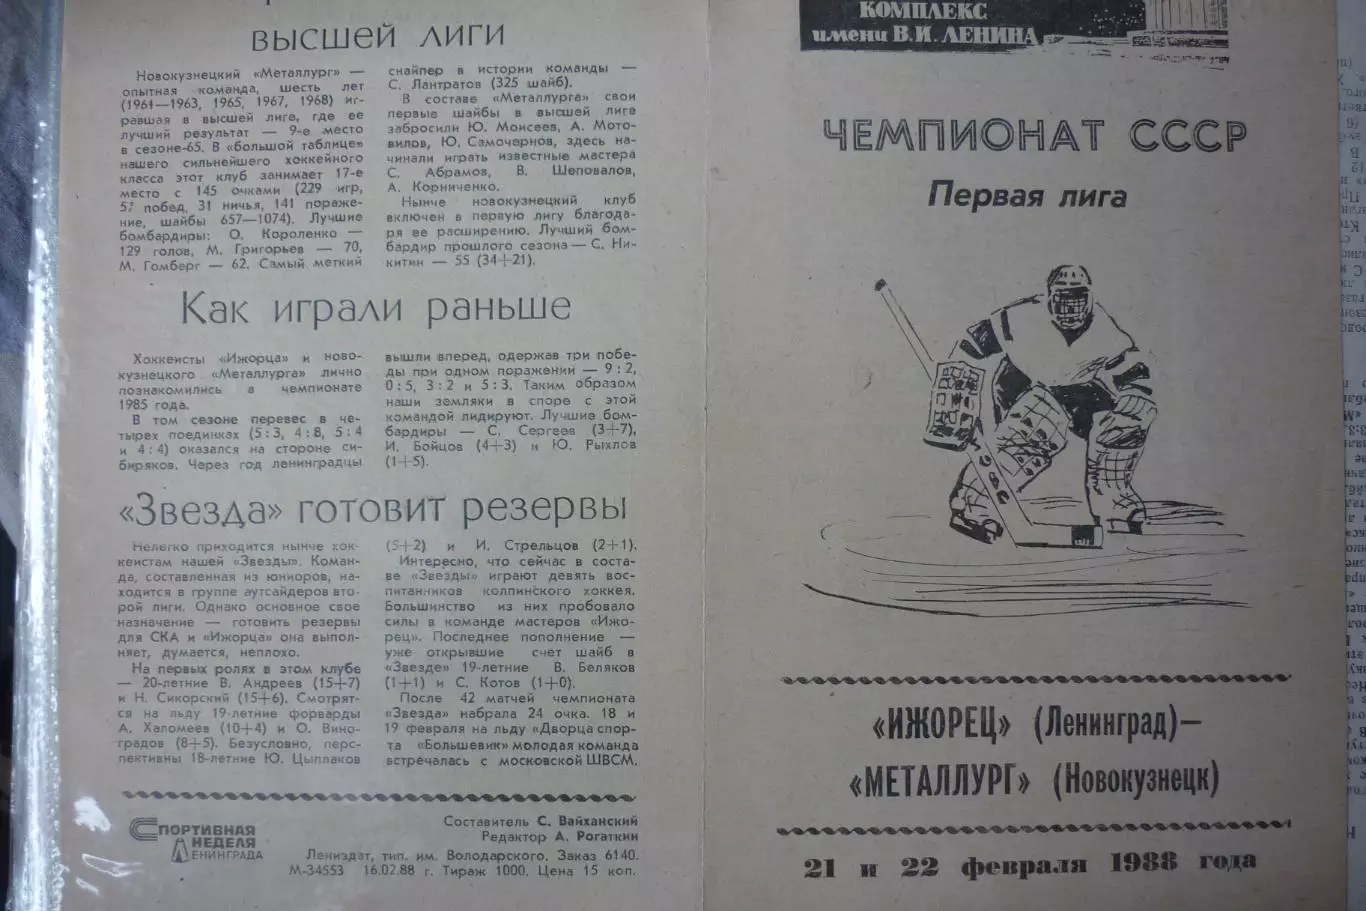 ВЫСШЕЙ ЛИГИ
Новокузнецкий «Металлург» —
опытная команда, шесть лет
(1961—1963, 1965, 1967, 1968) иг-
равшая в высшей лиге, где ее
лучший результат — 9-е место
в сезоне-65. В «большой таблице»
нашего сильнейшего хоккейного
класса этот клуб занимает 17-е
место с 145 очками (229 игр,
57 побед, 31 ничья, 141 пораже-
ние, шайбы 657—1074). Лучшие
бомбардиры: О. Короленко —
129 голов, М. Григорьев — 70,
М. Гомберг — 62. Самый меткий
снайпер в истории команды —
С. Лантратов (325 шайб).
В составе «Металлурга» свои
первые шайбы в высшей лиге
забросили Ю. Моисеев, А. Мото-
вилов, Ю. Самочернов, здесь на-
чинали играть известные мастера
С. Абрамов, В. Шеповалов,
А. Корниченко.
Нынче новокузнецкий клуб
включен в первую лигу благода-
ря ее расширению. Лучший бом-
бардир прошлого сезона — С. Ни-
китин — 55 (34+21).
Как играли раньше
Хоккеисты «Ижорца» и ново-
кузнецкого «Металлурга» лично
познакомились в чемпионате
1985 года.
В том сезоне перевес в че-
тырех поединках (5:3, 4:8, 5:4
и 4:4) оказался на стороне си-
биряков. Через год ленинградцы
вышли вперед, одержав три побе-
ды при одном поражении — 9:2,
0:5, 3:2 и 5:3. Таким образом
наши земляки в споре с этой
командой лидируют. Лучшие бом-
бардиры — С. Сергеев (3+7),
И. Бойцов (4+3) и Ю. Рыхлов
(1+5).
«Звезда» готовит резервы
Нелегко приходится нынче хок-
кеистам нашей «Звезды». Коман-
да, составленная из юниоров, на-
ходится в группе аутсайдеров вто-
рой лиги. Однако основное свое
назначение — готовить резервы
для СКА и «Ижорца» она выпол-
няет, думается, неплохо.
На первых ролях в этом клубе
— 20-летние В. Андреев (15+7)
и Н. Сикорский (15+6). Смотрят-
ся на льду 19-летние форварды
А. Халомеев (10+4) и О. Вино-
градов (8+5). Безусловно, перс-
пективны 18-летние Ю. Цыплаков
(5+2) и И. Стрельцов (2+1).
Интересно, что сейчас в соста-
ве «Звезды» играют девять вос-
питанников колпинского хоккея.
Большинство из них пробовало
силы в команде мастеров «Ижо-
рец». Последнее пополнение —
уже открывшие счет шайб в
«Звезде» 19-летние В. Беляков
(1+1) и С. Котов (1+0).
После 42 матчей чемпионата
«Звезда» набрала 24 очка. 18 и
19 февраля на льду «Дворца спор-
та «Большевик» молодая команда
встречалась с московской ШВСМ.
СПОРТИВНАЯ
НЕДЕЛЯ
ЛЕНИНГРАДА
Составитель С. Вайханский
Редактор А. Рогаткин
Лениздат, тип. им. Володарского. Заказ 6140.
М-34553 16.02.88 г. Тираж 1000. Цена 15 коп.
КОМПЛЕКС
имени В.И. ЛЕНИНА
ЧЕМПИОНАТ СССР
Первая лига
«ИЖОРЕЦ» (Ленинград)—
«МЕТАЛЛУРГ» (Новокузнецк)
21 и 22 февраля 1988 года